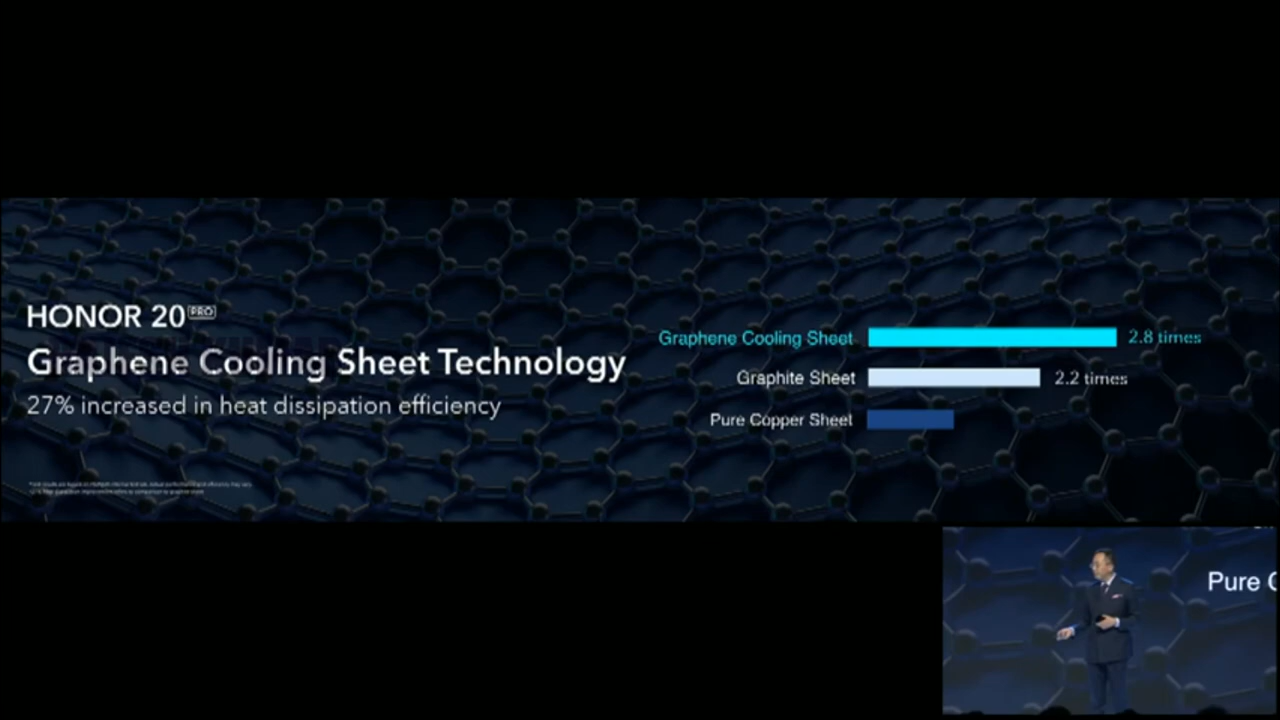 HONOR 20 PRO
Graphene Cooling Sheet Technology
27% increased in heat dissipation efficiency
Graphene Cooling Sheet 2.8 times
Graphite Sheet 2.2 times
Pure Copper Sheet
Pure